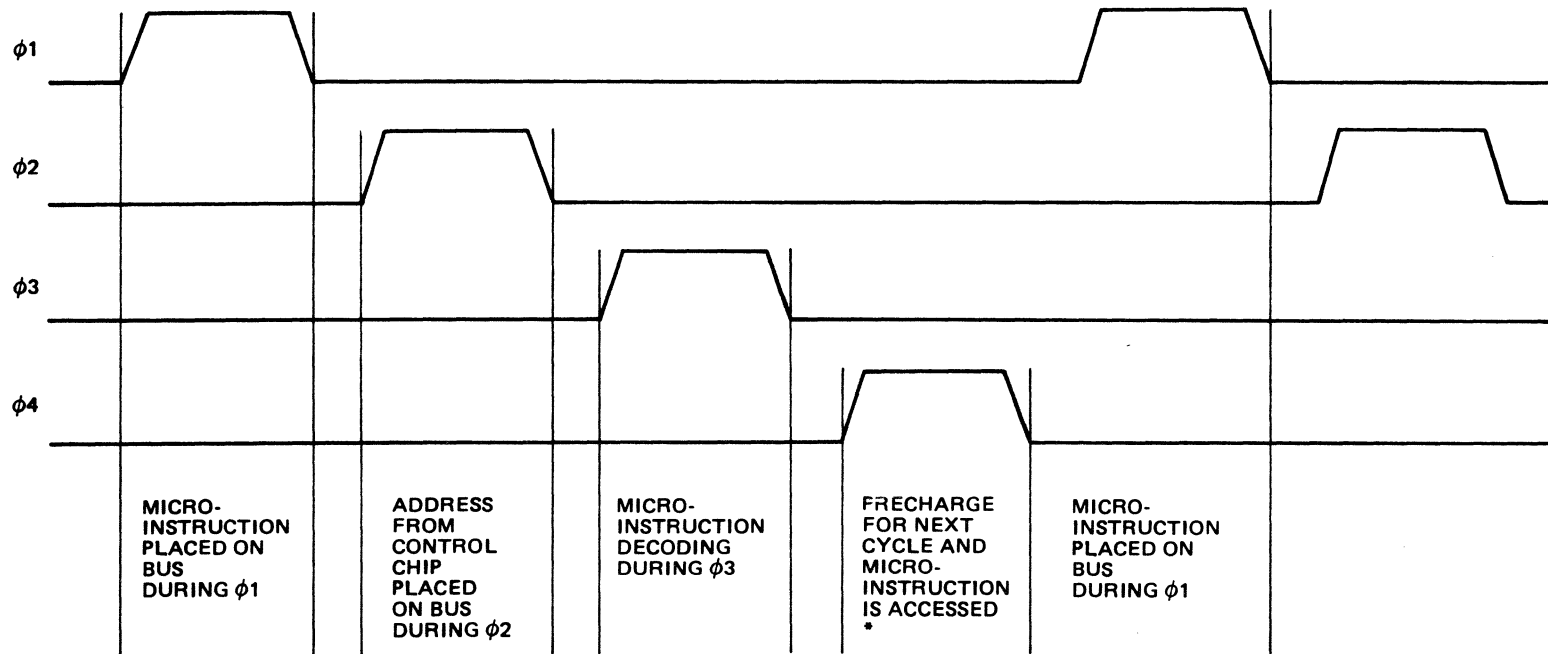 φ1
φ2
φ3
φ4
MICRO-
INSTRUCTION
PLACED ON
BUS
DURING φ1
ADDRESS
FROM
CONTROL
CHIP
PLACED
ON BUS
DURING φ2
MICRO-
INSTRUCTION
DECODING
DURING φ3
FRECHARGE
FOR NEXT
CYCLE AND
MICRO-
INSTRUCTION
IS ACCESSED
*
MICRO-
INSTRUCTION
PLACED ON
BUS
DURING φ1